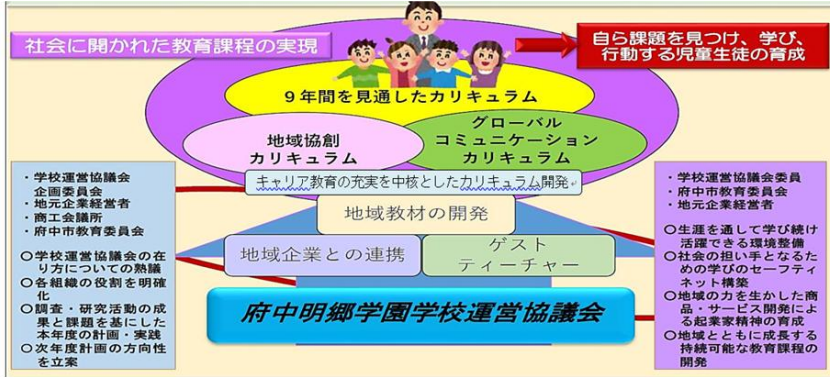 社会に開かれた教育課程の実現
自ら課題を見つけ、学び、
行動する児童生徒の育成
９年間を見通したカリキュラム
地域協創
カリキュラム
グローバル
コミュニケーション
カリキュラム
キャリア教育の充実を中核としたカリキュラム開発
地域教材の開発
地域企業との連携
ゲスト
ティーチャー
府中明郷学園学校運営協議会
・学校運営協議会
企画委員会
・地元企業経営者
・商工会議所
・府中市教育委員会
○学校運営協議会の在
り方についての熟議
○各組織の役割を明確
化
○調査・研究活動の成
果と課題を基にした
本年度の計画・実践
○次年度計画の方向性
を立案
・学校運営協議会委員
・府中市教育委員会
・地元企業経営者
○生涯を通して学び続け
活躍できる環境整備
○社会の担い手となるた
めの学びのセーフティ
ネット構築
○地域の力を生かした商
品・サービス開発によ
る起業家精神の育成
○地域とともに成長する
持続可能な教育課程の
開発